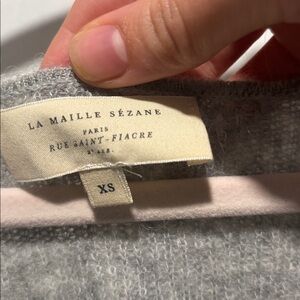 LA MAILLE SÉZANE
PARIS
RUE SAINT-FIACRE
XS